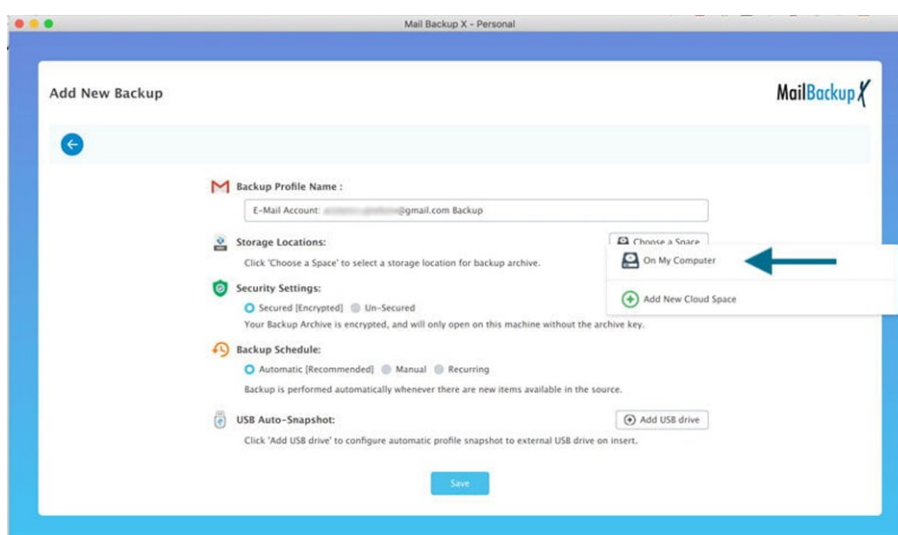 Mail Backup X - Personal
Add New Backup
MailBackup X
Backup Profile Name :
E-Mail Account: @gmail.com Backup
Storage Locations:
Choose a Space
Click 'Choose a Space' to select a storage location for backup archive.
On My Computer
Add New Cloud Space
Security Settings:
Secured [Encrypted] Un-Secured
Your Backup Archive is encrypted, and will only open on this machine without the archive key.
Backup Schedule:
Automatic [Recommended] Manual Recurring
Backup is performed automatically whenever there are new items available in the source.
USB Auto-Snapshot:
Add USB drive
Click 'Add USB drive' to configure automatic profile snapshot to external USB drive on insert.
Save